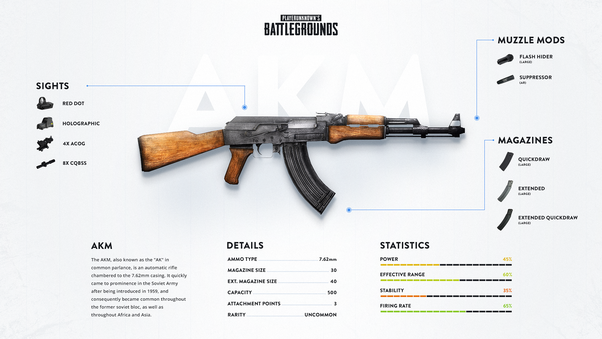 PLAYERUNKNOWN'S
BATTLEGROUNDS
AKM
SIGHTS
RED DOT
HOLOGRAPHIC
4X ACOG
8X CQBSS
MUZZLE MODS
FLASH HIDER
(LARGE)
SUPPRESSOR
(AR)
MAGAZINES
QUICKDRAW
(LARGE)
EXTENDED
(LARGE)
EXTENDED QUICKDRAW
(LARGE)
AKM
The AKM, also known as the "AK" in
common parlance, is an automatic rifle
chambered to the 7.62mm casing. It quickly
came to prominence in the Soviet Army
after being introduced in 1959, and
consequently became common throughout
the former soviet bloc, as well as
throughout Africa and Asia.
DETAILS
AMMO TYPE 7.62mm
MAGAZINE SIZE 30
EXT. MAGAZINE SIZE 40
CAPACITY 500
ATTACHMENT POINTS 3
RARITY UNCOMMON
STATISTICS
POWER
EFFECTIVE RANGE 60%
STABILITY 35%
FIRING RATE 65%